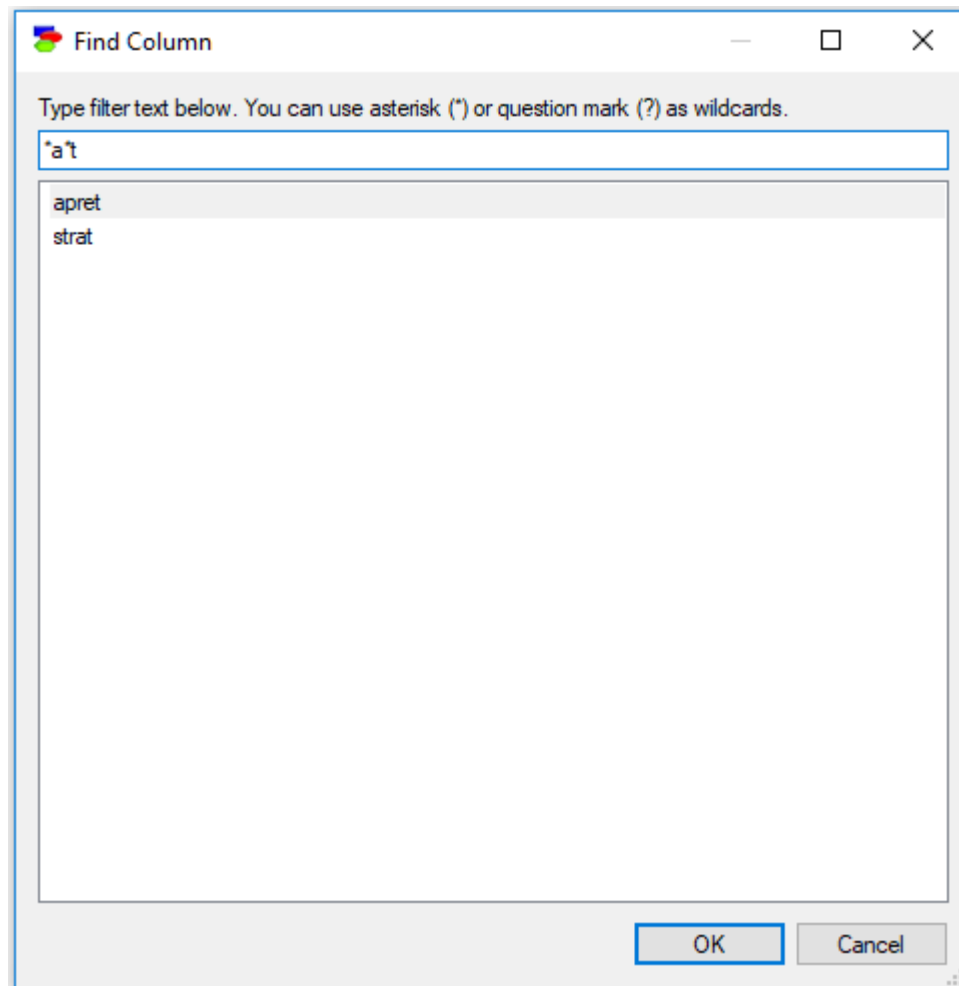 Find Column
Type filter text below. You can use asterisk (*) or question mark (?) as wildcards.
*a*t
apret
strat
OK Cancel